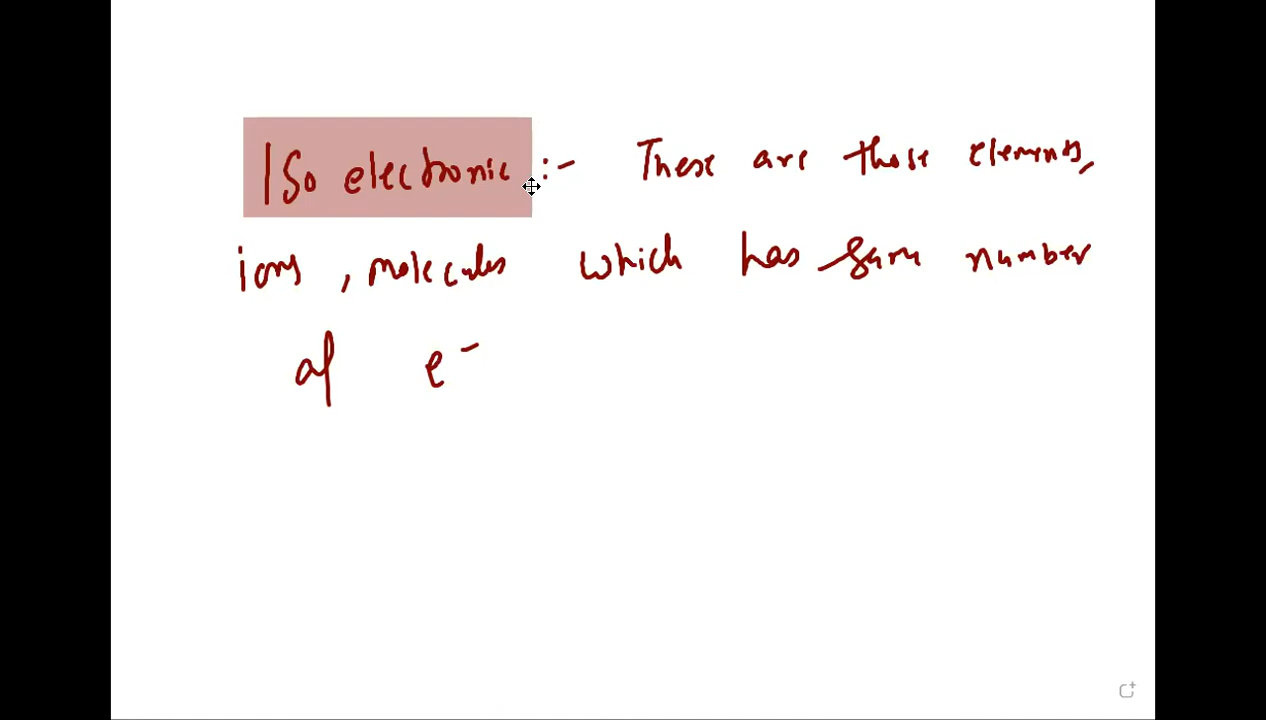 Iso electronic :- These are those elements,
ions, molecules which has same number
of e⁻